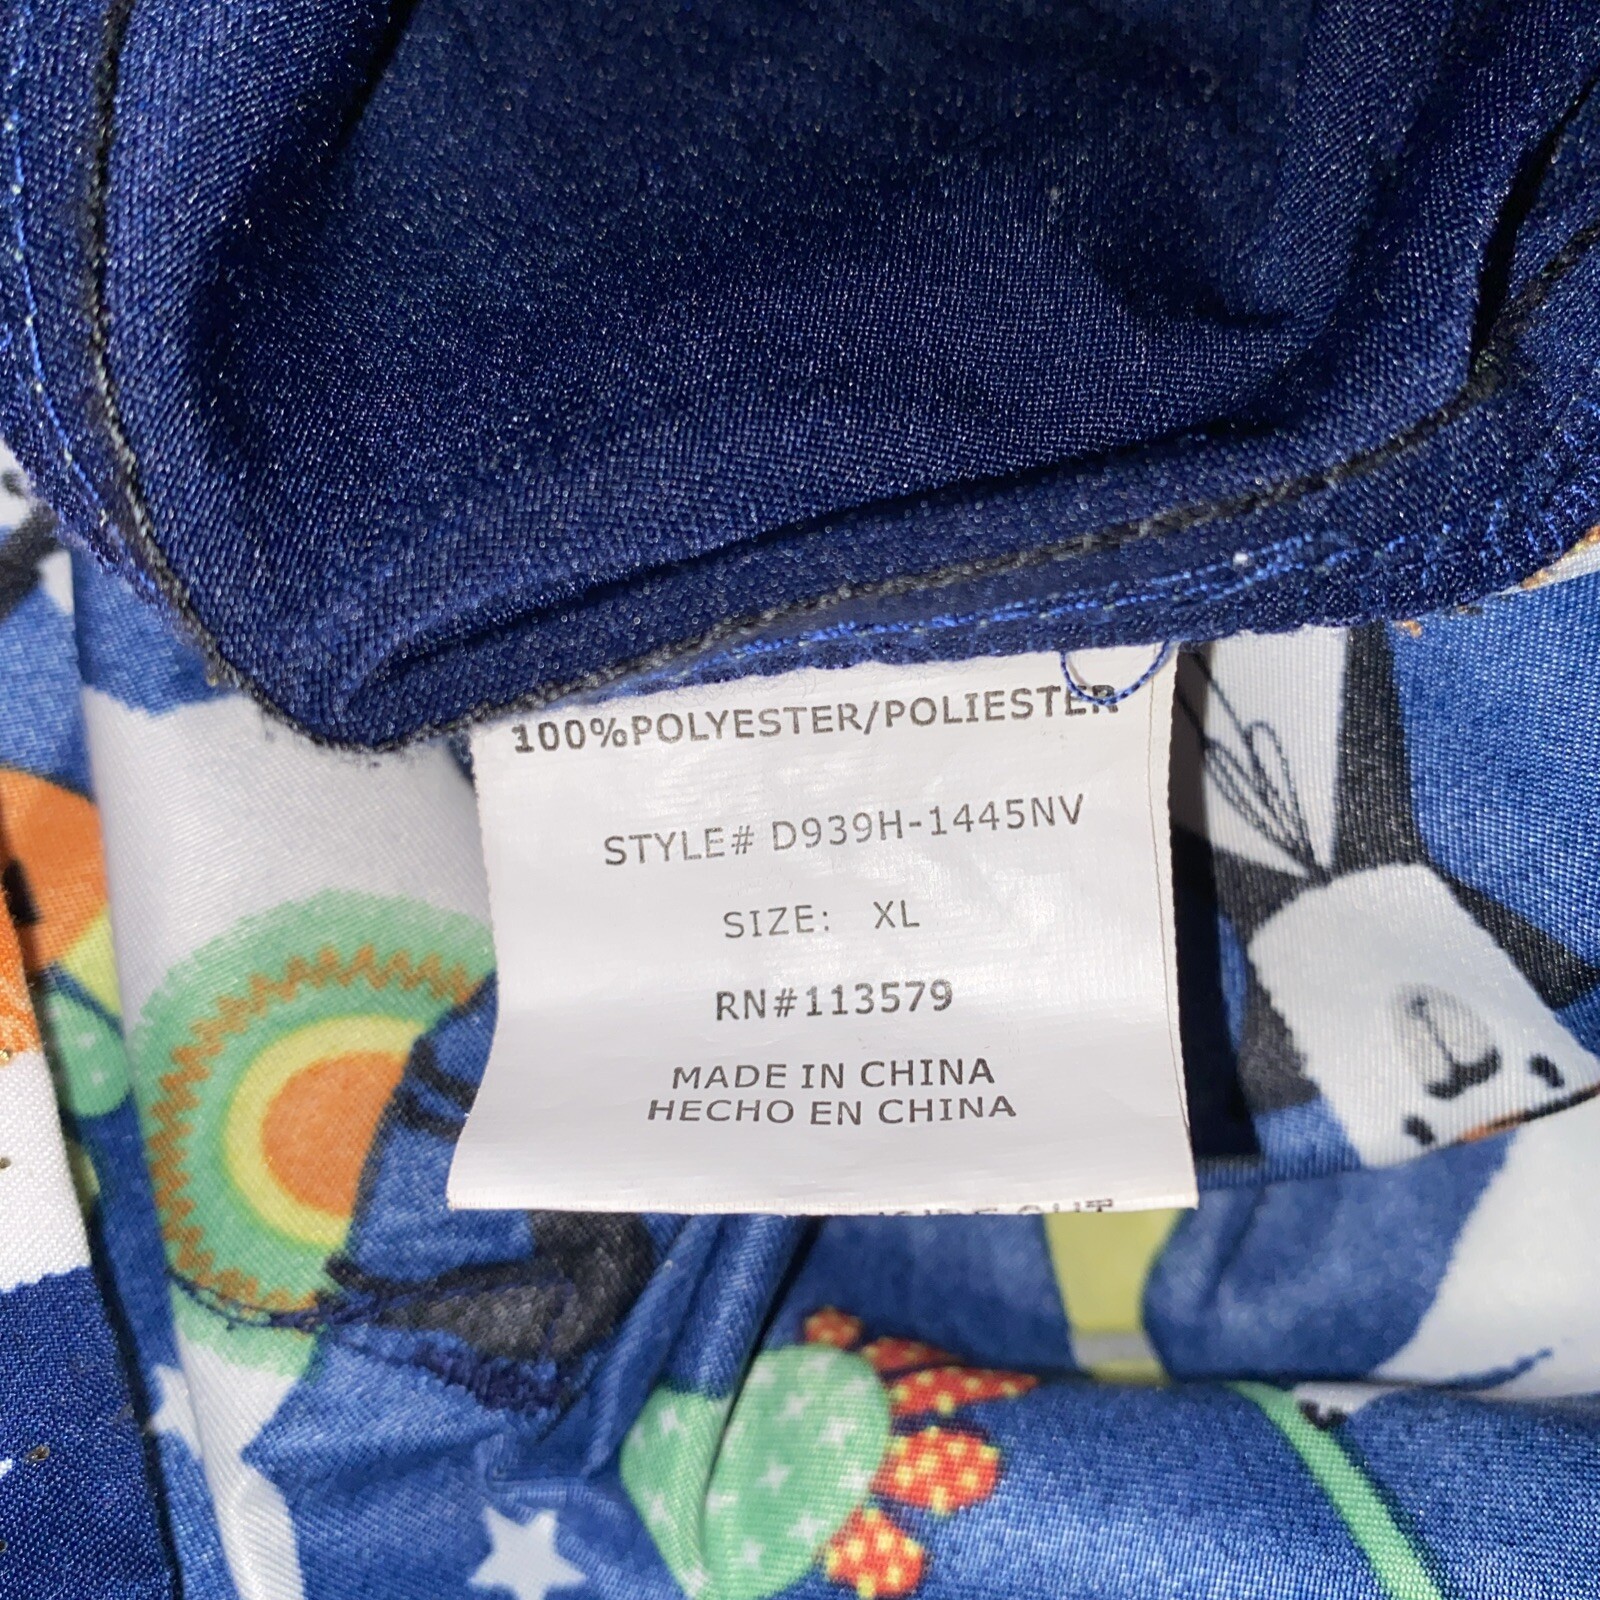 100%POLYESTER/POLIESTER
STYLE# D939H-1445NV
SIZE: XL
RN#113579
MADE IN CHINA
HECHO EN CHINA